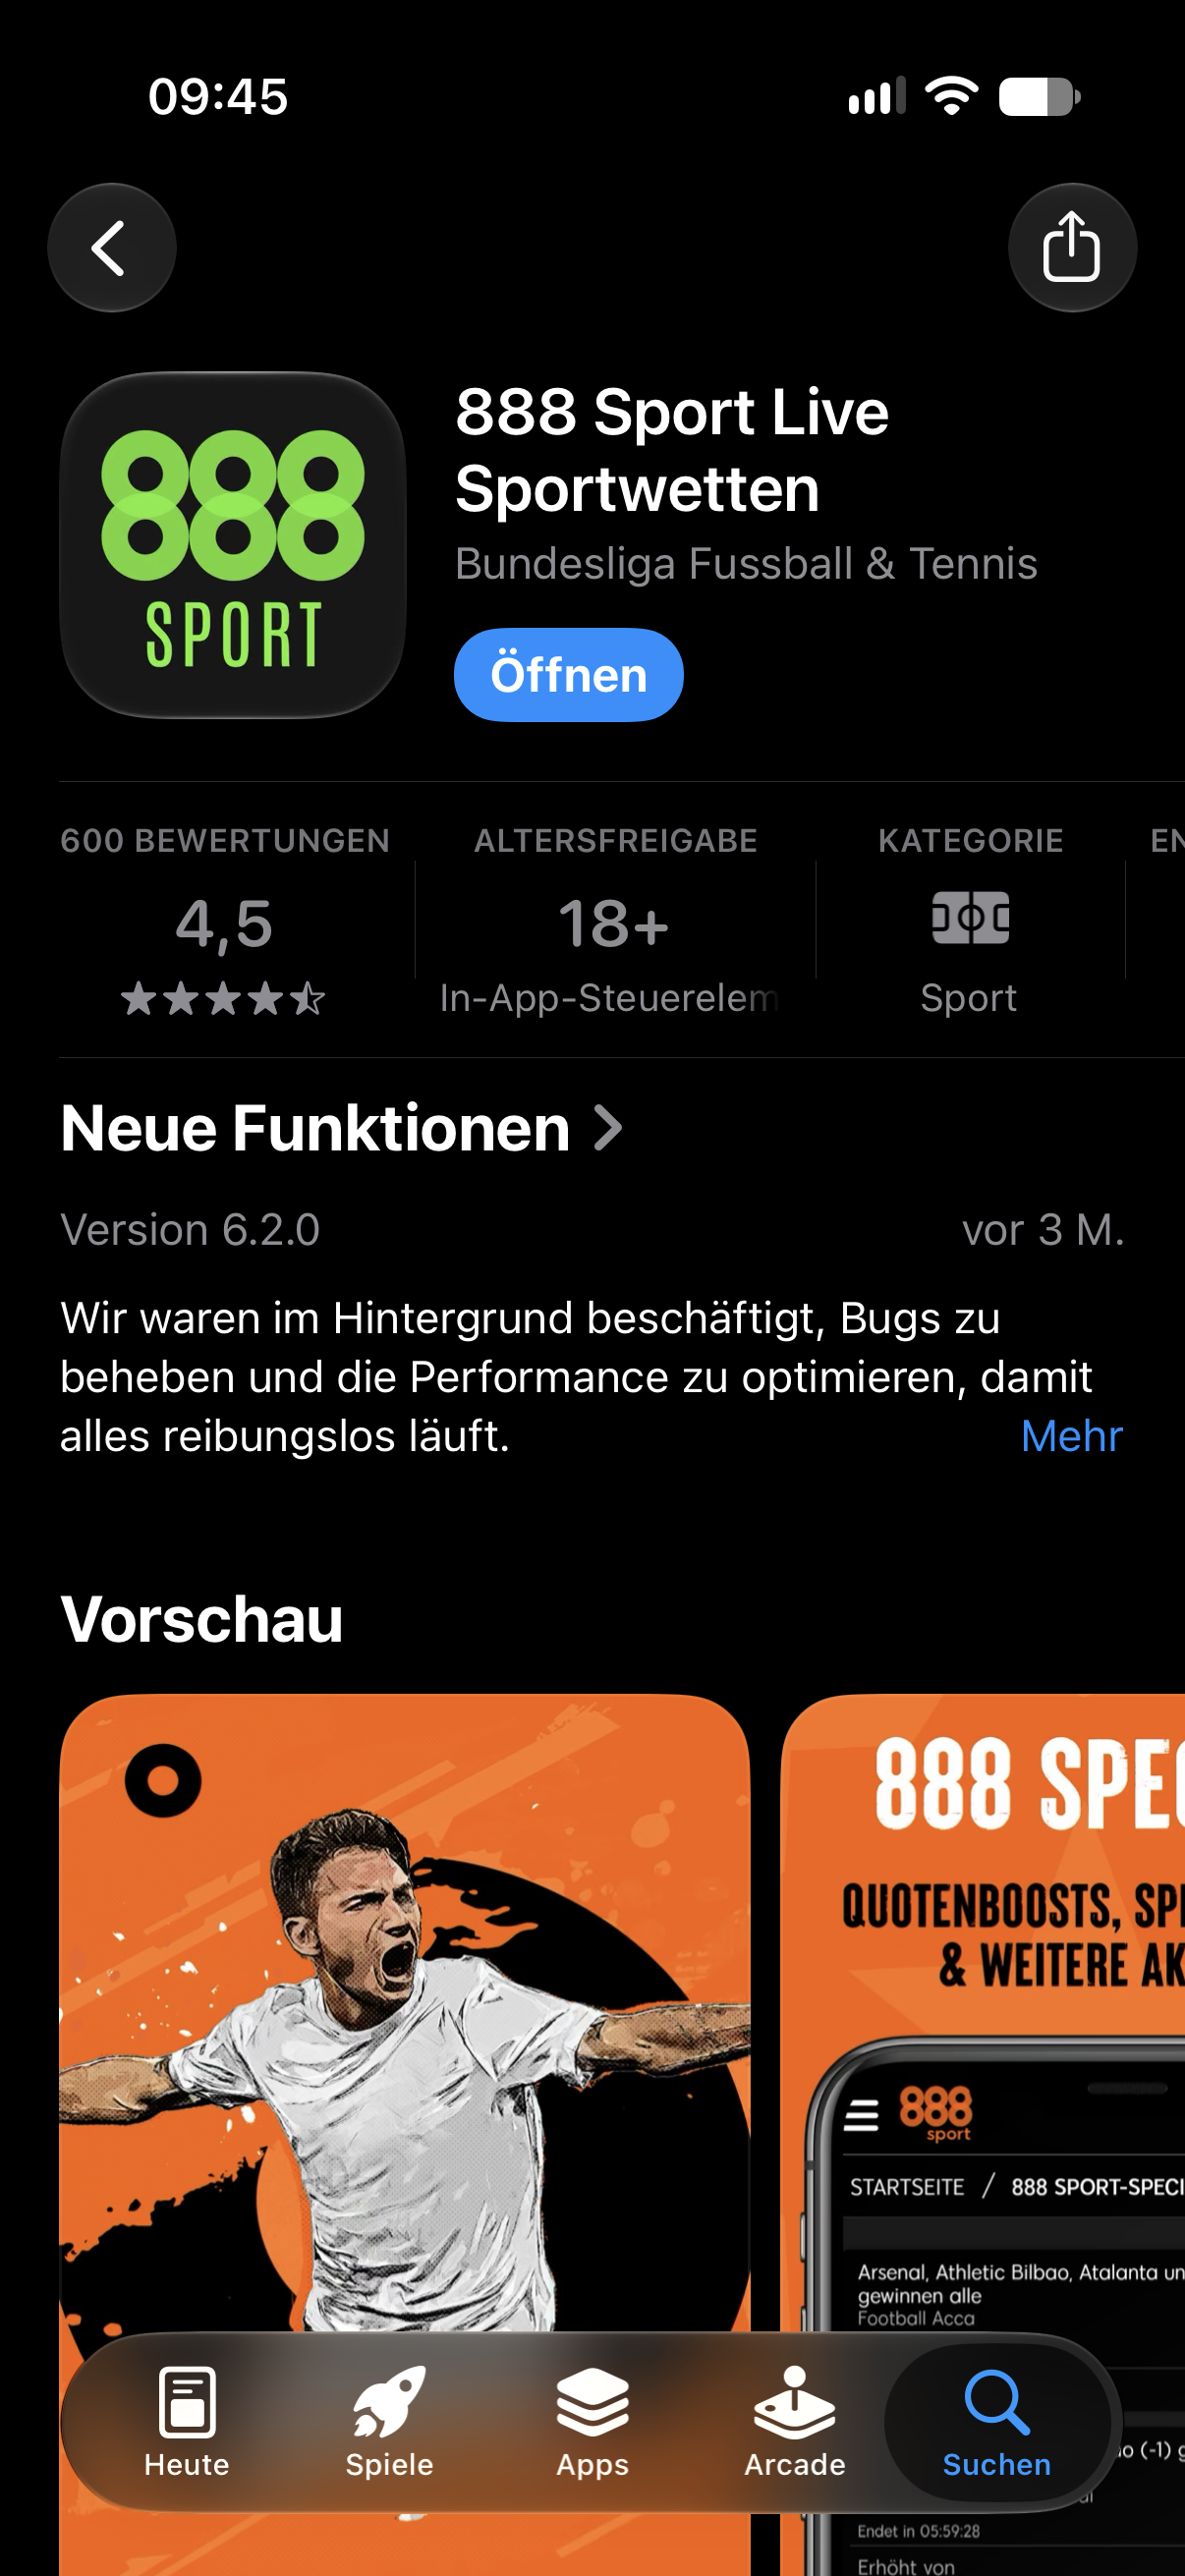 09:45
888
SPORT
888 Sport Live
Sportwetten
Bundesliga Fussball & Tennis
Öffnen
600 BEWERTUNGEN
4,5
ALTERSFREIGABE
18+
In-App-Steuerelem
KATEGORIE
Sport
EN
Neue Funktionen
Version 6.2.0
vor 3 M.
Wir waren im Hintergrund beschäftigt, Bugs zu
beheben und die Performance zu optimieren, damit
alles reibungslos läuft.
Mehr
Vorschau
888 SPEC
QUOTENBOOSTS, SPE
& WEITERE AK
888
sport
STARTSEITE / 888 SPORT-SPECI
Arsenal, Athletic Bilbao, Atalanta un
gewinnen alle
Football Acca
(-1) g
Endet in 05:59:28
Erhöht von
Heute
Spiele
Apps
Arcade
Suchen